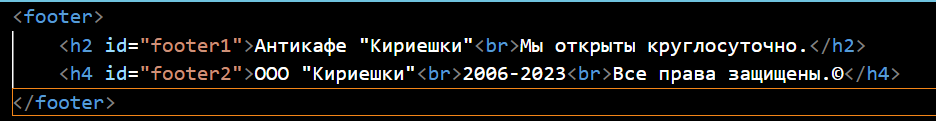 <footer>
<h2 id="footer1">Антикафе "Кириешки"<br>Мы открыты круглосуточно.</h2>
<h4 id="footer2">ООО "Кириешки"<br>2006-2023<br>Все права защищены.©</h4>
</footer>